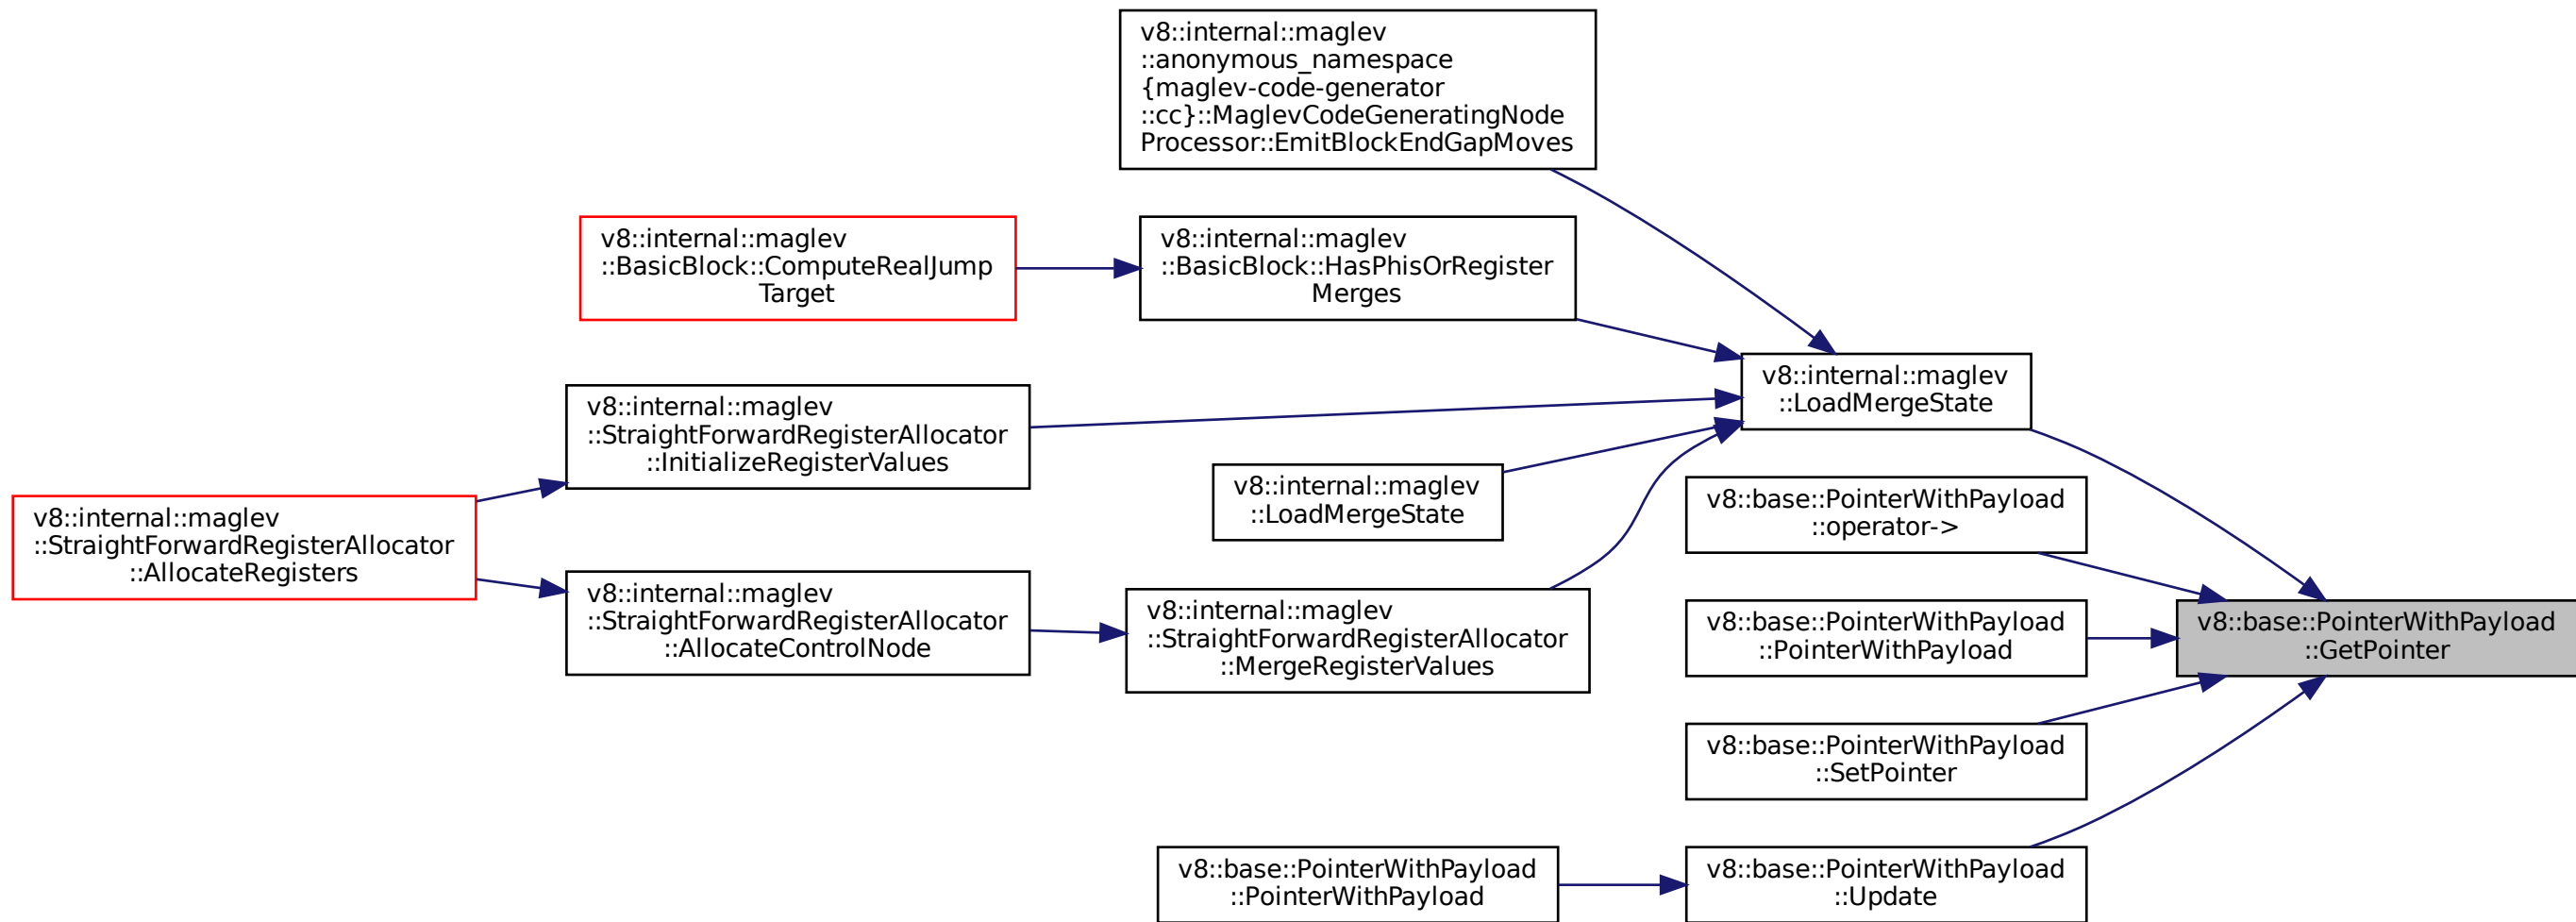 v8::internal::maglev
::anonymous_namespace
{maglev-code-generator
::cc}::MaglevCodeGeneratingNode
Processor::EmitBlockEndGapMoves
v8::internal::maglev
::BasicBlock::ComputeRealJump
Target
v8::internal::maglev
::BasicBlock::HasPhisOrRegister
Merges
v8::internal::maglev
::LoadMergeState
v8::internal::maglev
::StraightForwardRegisterAllocator
::InitializeRegisterValues
v8::internal::maglev
::LoadMergeState
v8::base::PointerWithPayload
::operator->
v8::internal::maglev
::StraightForwardRegisterAllocator
::AllocateRegisters
v8::internal::maglev
::StraightForwardRegisterAllocator
::AllocateControlNode
v8::internal::maglev
::StraightForwardRegisterAllocator
::MergeRegisterValues
v8::base::PointerWithPayload
::PointerWithPayload
v8::base::PointerWithPayload
::GetPointer
v8::base::PointerWithPayload
::SetPointer
v8::base::PointerWithPayload
::PointerWithPayload
v8::base::PointerWithPayload
::Update